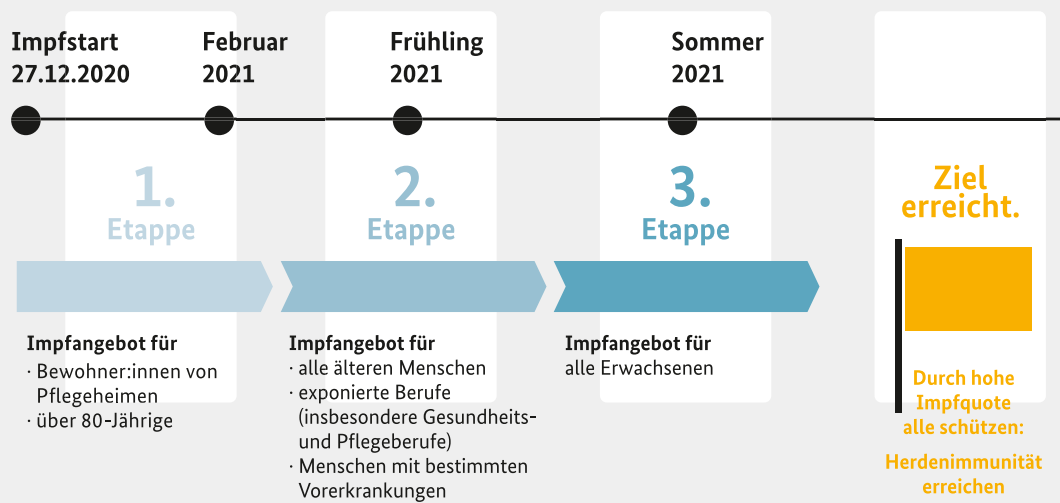 Impfstart
27.12.2020
Februar
2021
Frühling
2021
Sommer
2021
1.
Etappe
2.
Etappe
3.
Etappe
Ziel
erreicht.
Impfangebot für
· Bewohner:innen von
Pflegeheimen
· über 80-Jährige
Impfangebot für
· alle älteren Menschen
· exponierte Berufe
(insbesondere Gesundheits-
und Pflegeberufe)
· Menschen mit bestimmten
Vorerkrankungen
Impfangebot für
alle Erwachsenen
Durch hohe
Impfquote
alle schützen:
Herdenimmunität
erreichen